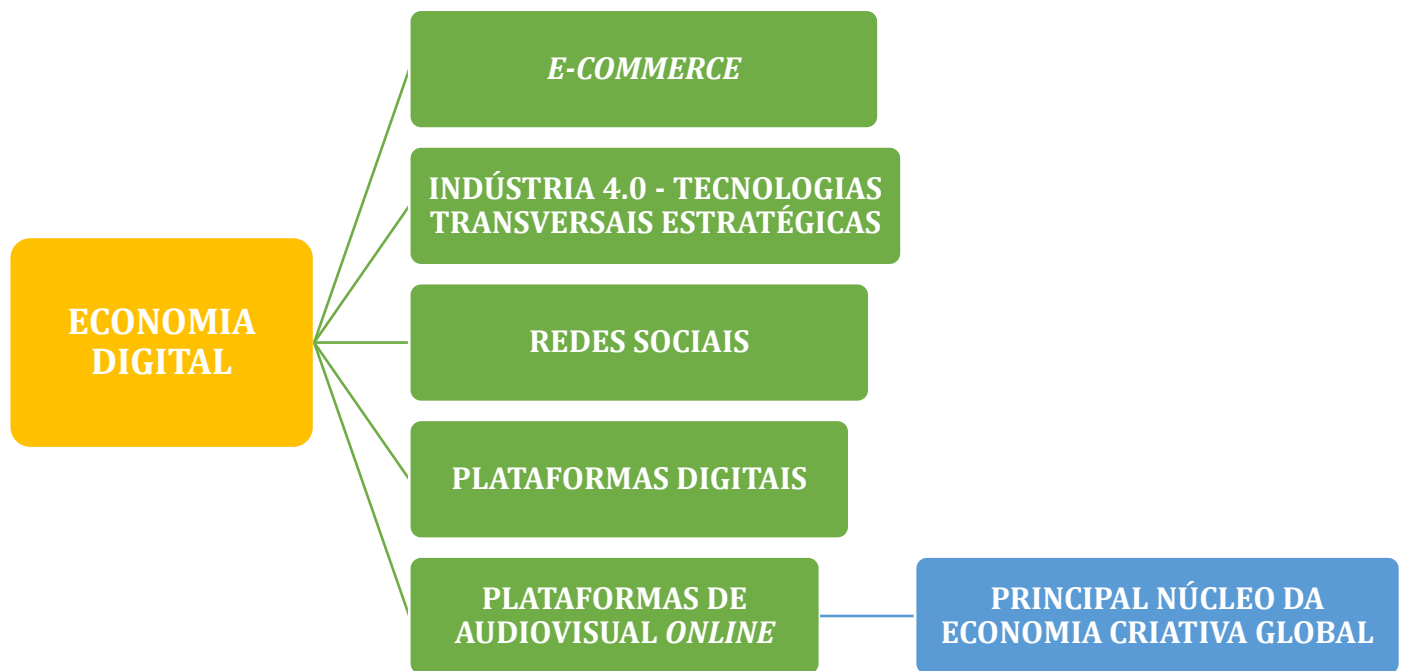 ECONOMIA
DIGITAL
E-COMMERCE
INDÚSTRIA 4.0 - TECNOLOGIAS
TRANSVERSAIS ESTRATÉGICAS
REDES SOCIAIS
PLATAFORMAS DIGITAIS
PLATAFORMAS DE
AUDIOVISUAL ONLINE
PRINCIPAL NÚCLEO DA
ECONOMIA CRIATIVA GLOBAL